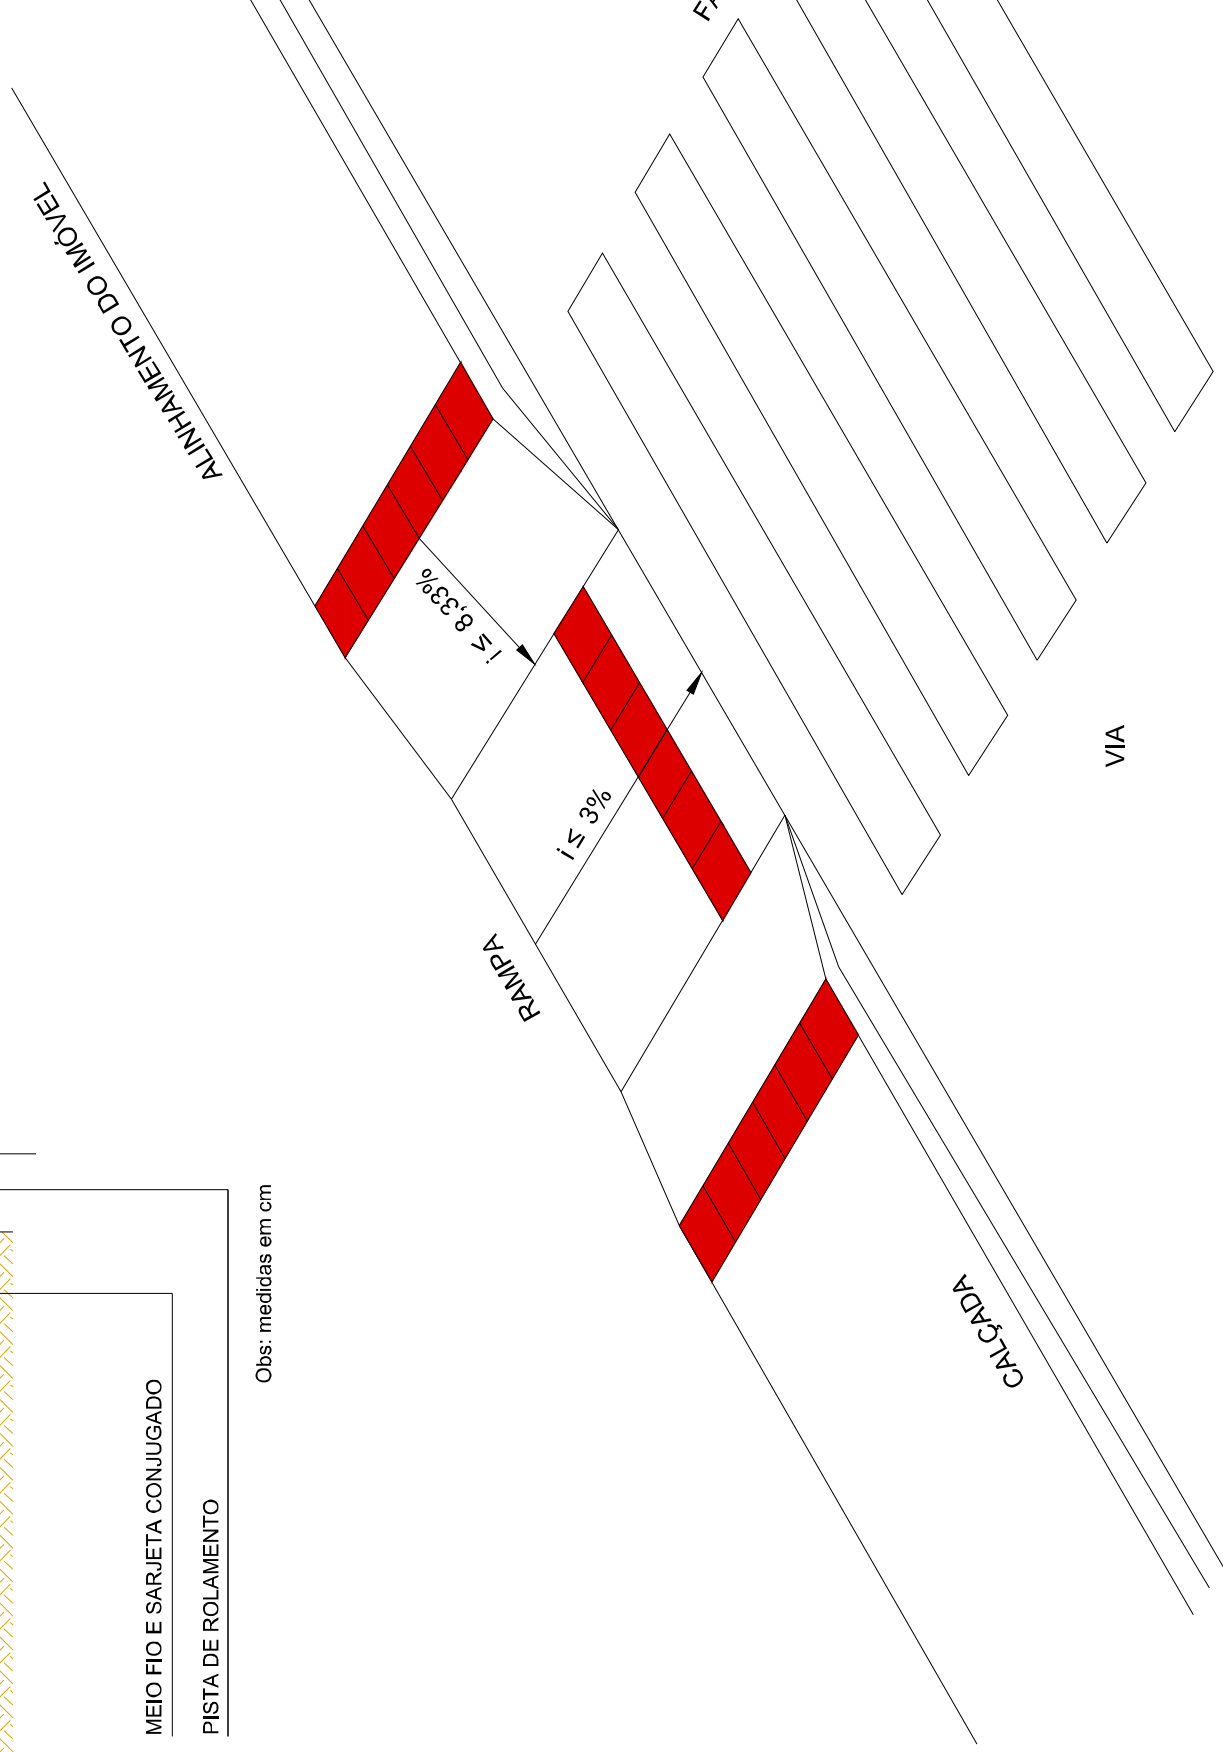 ALINHAMENTO DO IMÓVEL
i ≤ 8,33%
i ≤ 3%
RAMPA
VIA
CALÇADA
MEIO FIO E SARJETA CONJUGADO
PISTA DE ROLAMENTO
Obs: medidas em cm